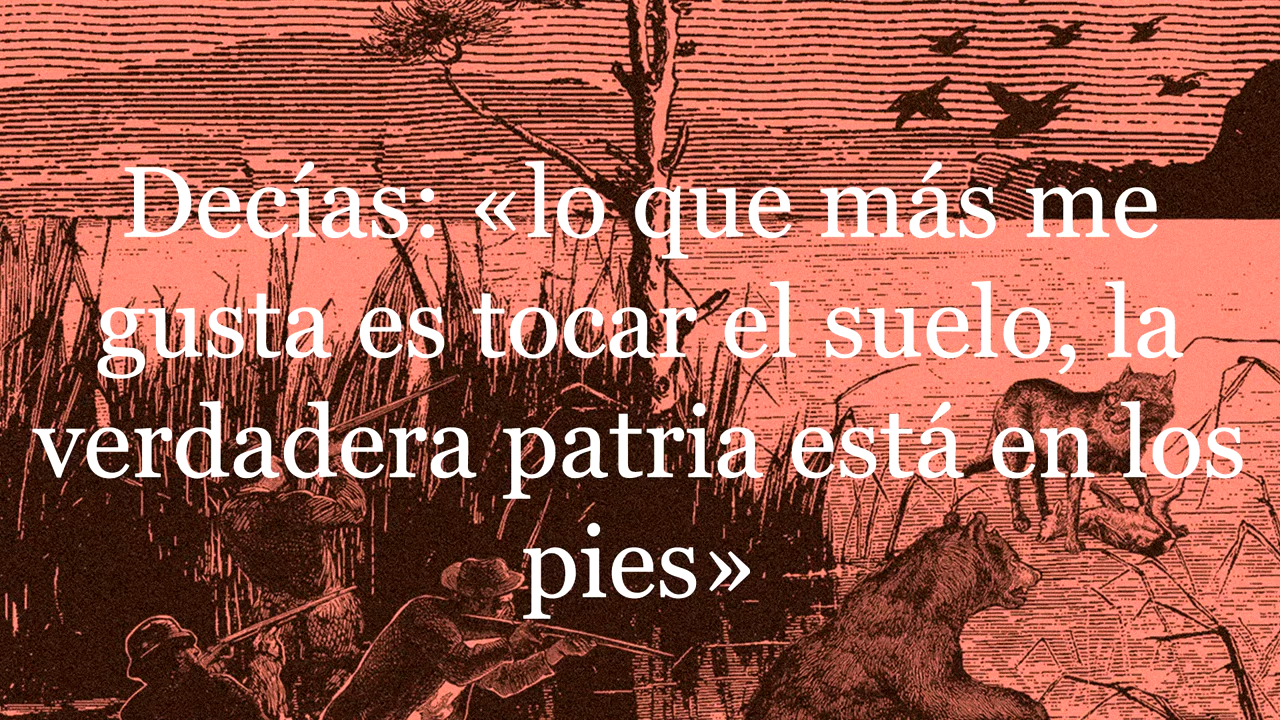 Decías: «lo que más me
gusta es tocar el suelo, la
verdadera patria está en los
pies»